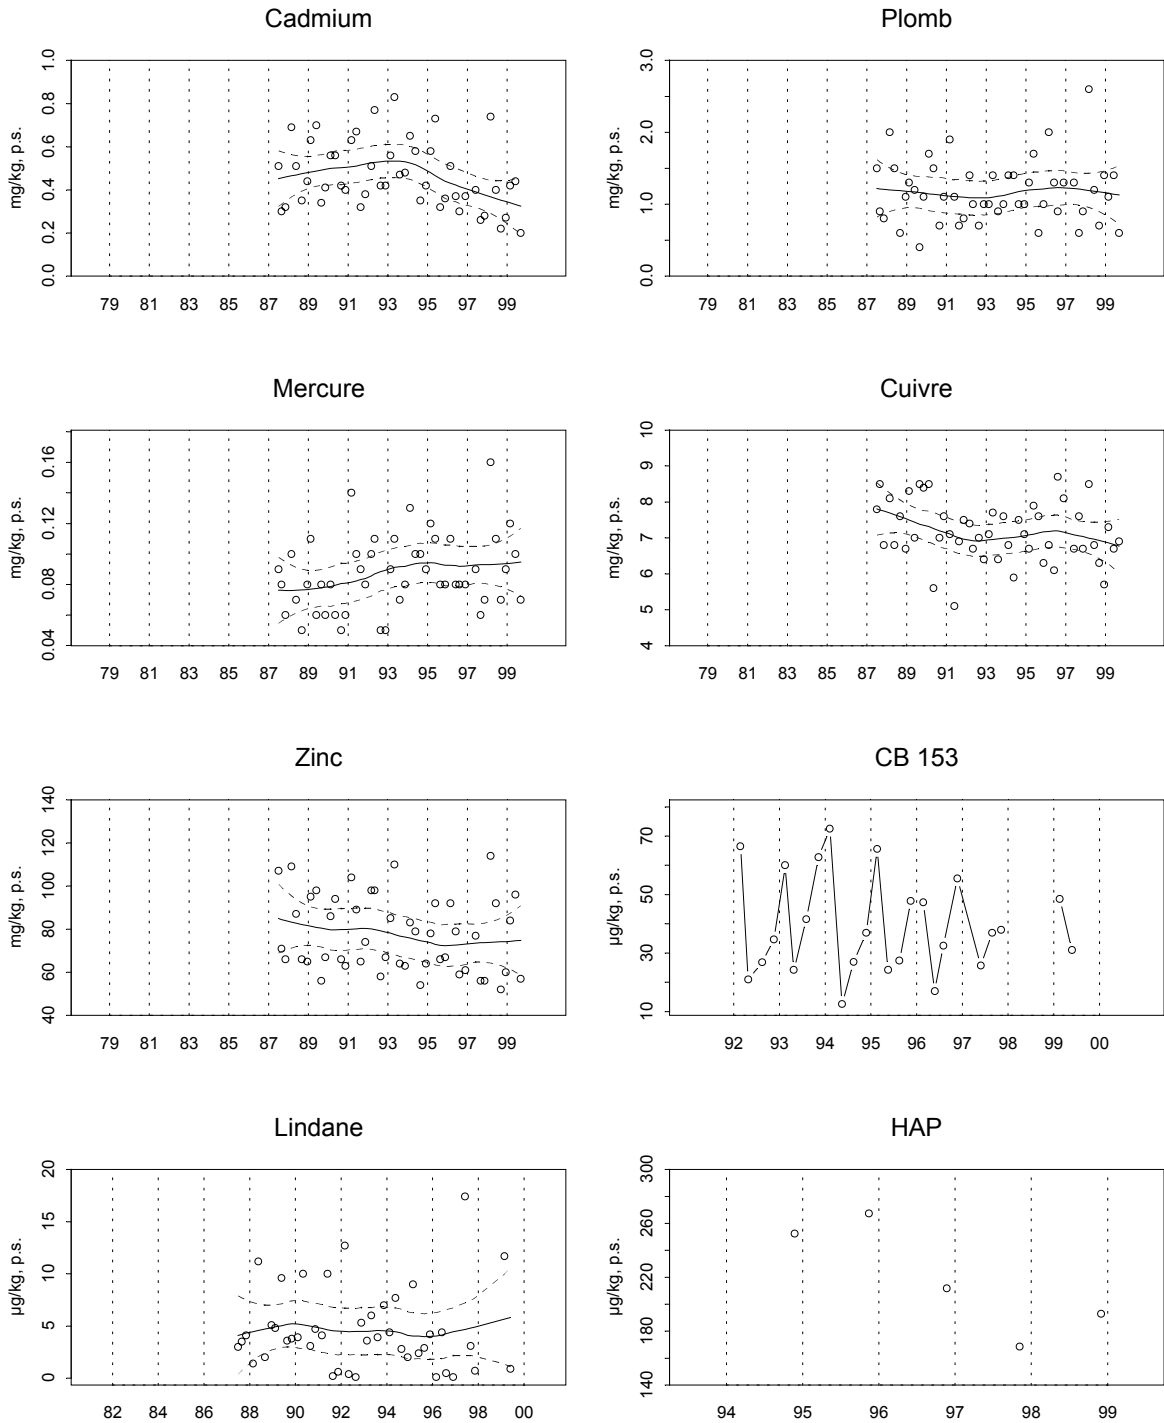 Cadmium
mg/kg, p.s.
0.0 0.2 0.4 0.6 0.8 1.0
79 81 83 85 87 89 91 93 95 97 99
Plomb
mg/kg, p.s.
0.0 1.0 2.0 3.0
79 81 83 85 87 89 91 93 95 97 99
Mercure
mg/kg, p.s.
0.04 0.08 0.12 0.16
79 81 83 85 87 89 91 93 95 97 99
Cuivre
mg/kg, p.s.
4 5 6 7 8 9 10
79 81 83 85 87 89 91 93 95 97 99
Zinc
mg/kg, p.s.
40 60 80 100 120 140
79 81 83 85 87 89 91 93 95 97 99
CB 153
µg/kg, p.s.
10 30 50 70
92 93 94 95 96 97 98 99 00
Lindane
µg/kg, p.s.
0 5 10 15 20
82 84 86 88 90 92 94 96 98 00
HAP
µg/kg, p.s.
140 180 220 260 300
94 95 96 97 98 99